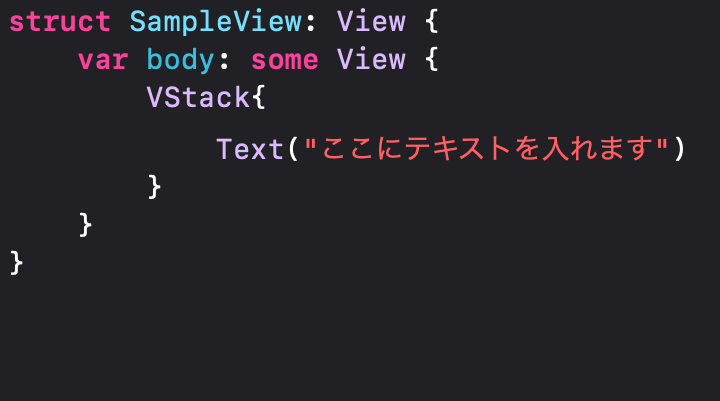 struct SampleView: View {
    var body: some View {
        VStack{
            Text("ここにテキストを入れます")
        }
    }
}